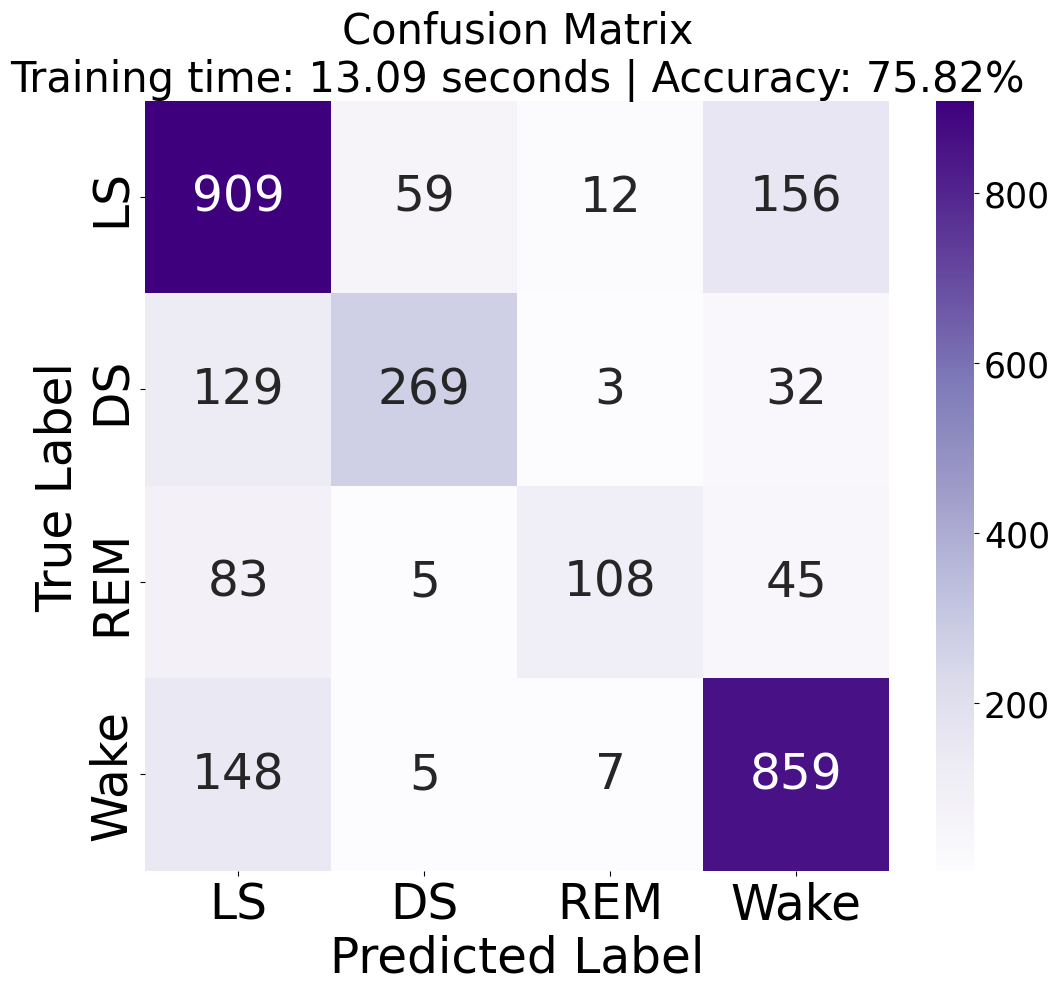 Confusion Matrix
Training time: 13.09 seconds | Accuracy: 75.82%
True Label
LS 909 59 12 156
DS 129 269 3 32
REM 83 5 108 45
Wake 148 5 7 859
LS DS REM Wake
Predicted Label
800
600
400
200